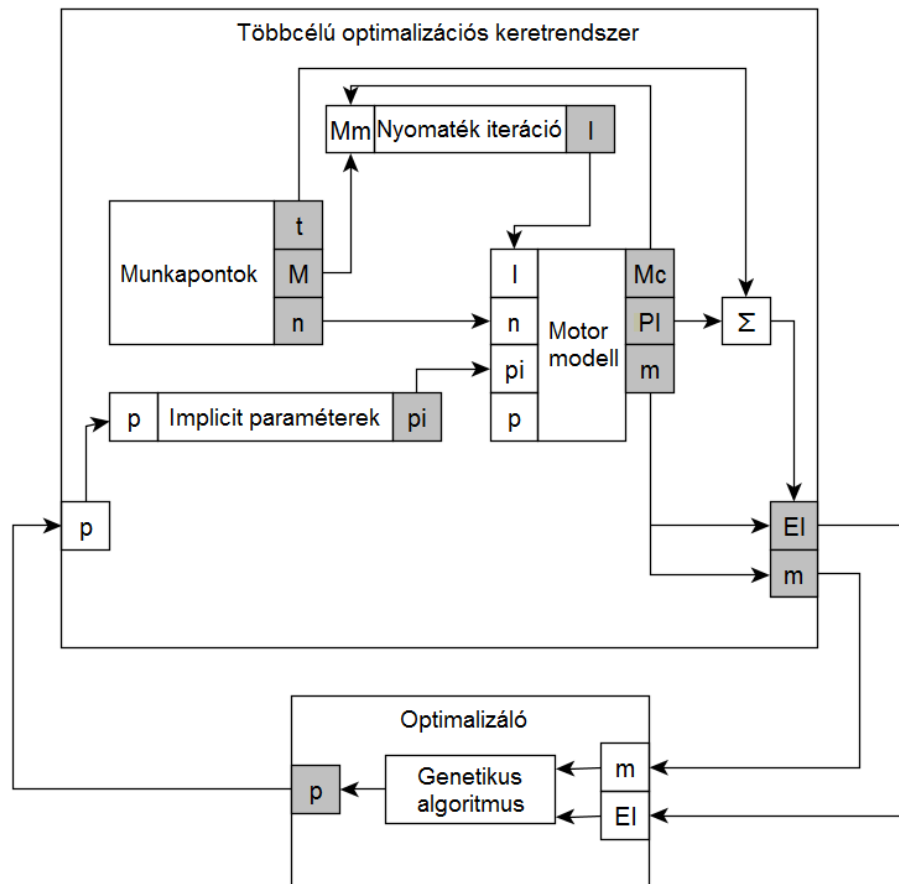 Többcélú optimalizációs keretrendszer
Mm Nyomaték iteráció I
Munkapontok
t
M
n
I
n
pi
p
Motor
modell
Mc
Pl
m
Σ
p Implicit paraméterek pi
p
El
m
Optimalizáló
p
Genetikus
algoritmus
m
El